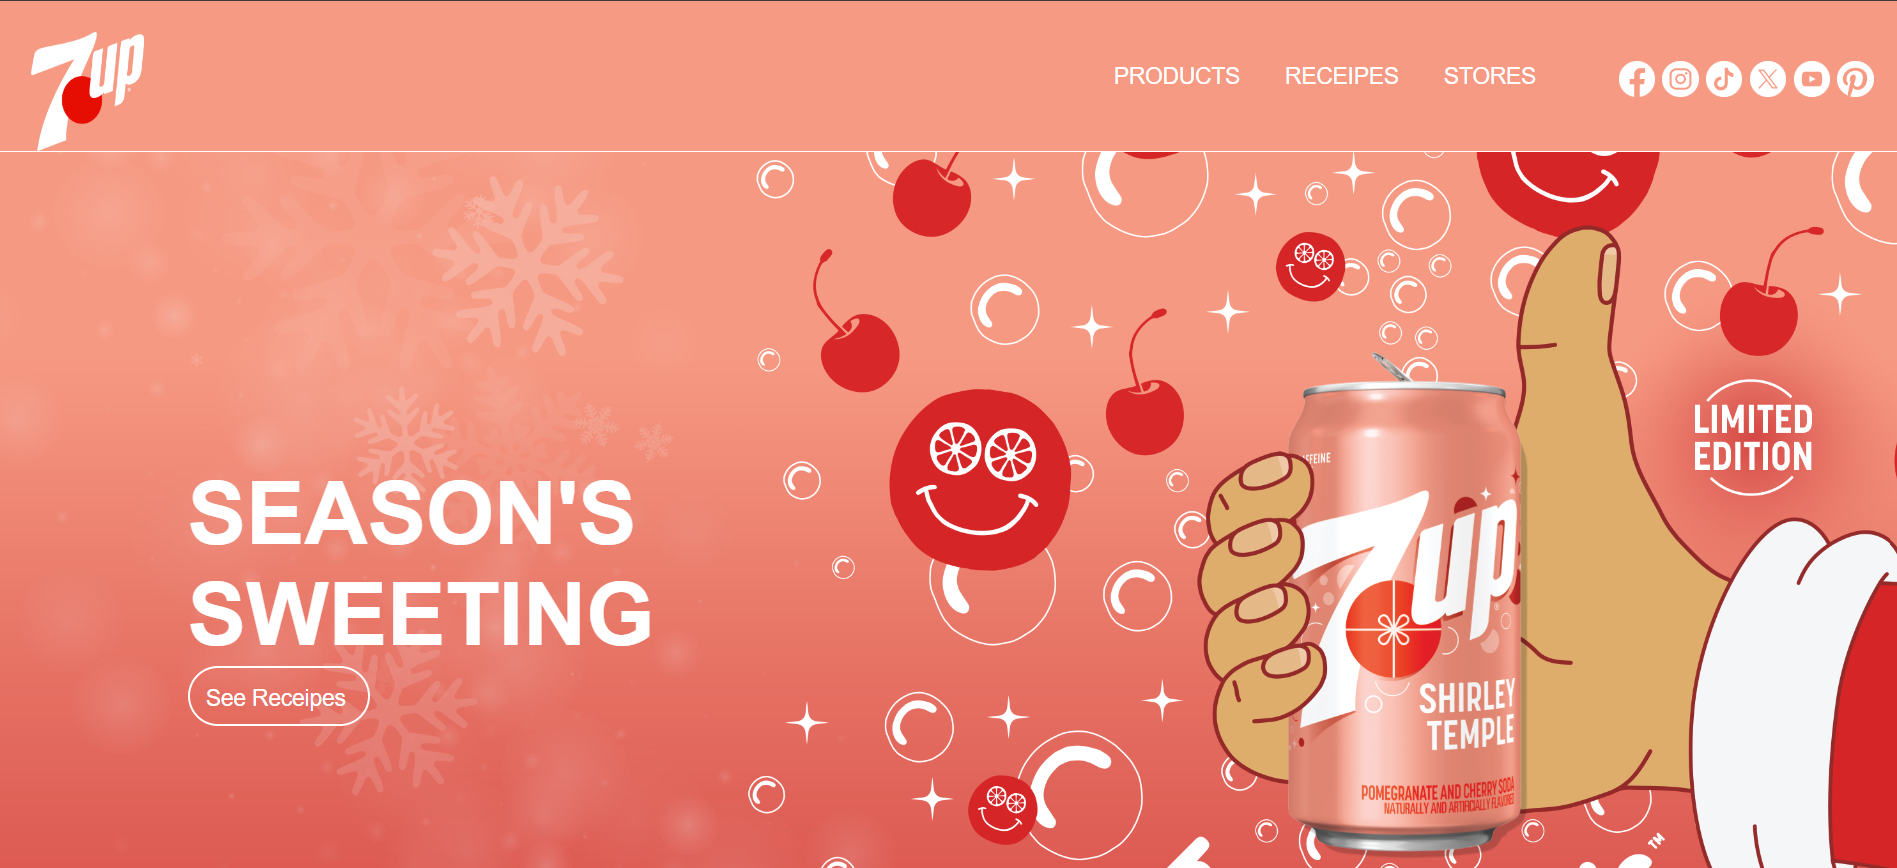 7up
PRODUCTS RECEIPES STORES
LIMITED
EDITION
SEASON'S
SWEETING
See Receipes
7up
SHIRLEY
TEMPLE
POMEGRANATE AND CHERRY SODA
NATURALLY AND ARTIFICIALLY FLAVORED
TM